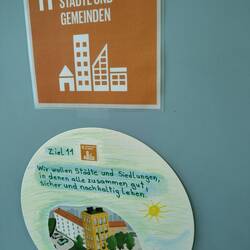 11
STÄDTE UND
GEMEINDEN
Ziel 11
Wir wollen Städte und Siedlungen,
in denen alle zusammen gut,
sicher und nachhaltig leben.